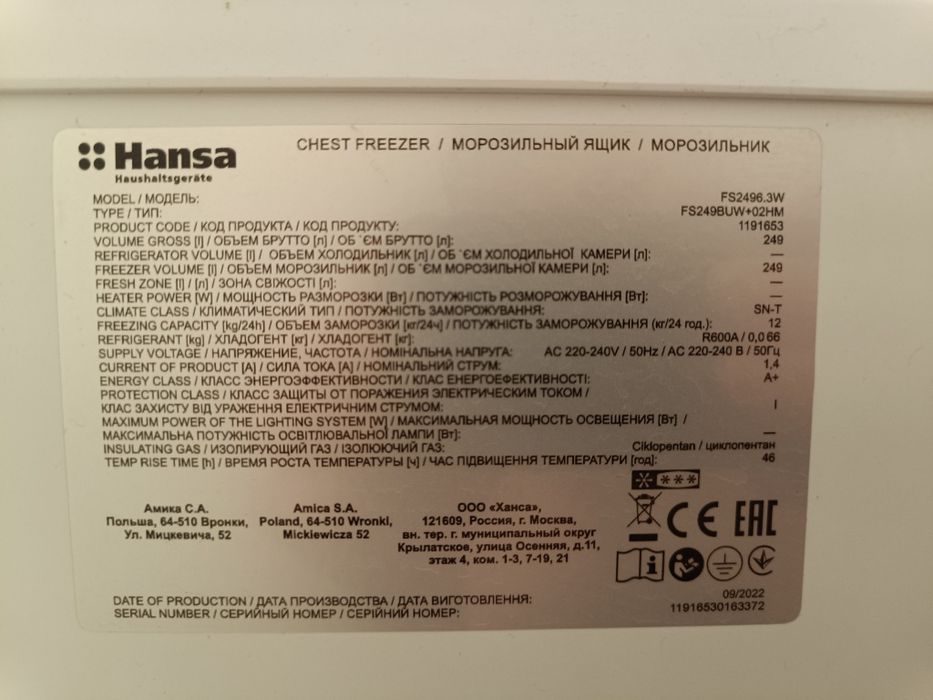 Hansa
Haushaltsgeräte
CHEST FREEZER / МОРОЗИЛЬНЫЙ ЯЩИК / МОРОЗИЛЬНИК
MODEL / МОДЕЛЬ: FS2496.3W
TYPE / ТИП: FS249BUW+02HM
PRODUCT CODE / КОД ПРОДУКТА / КОД ПРОДУКТУ: 1191653
VOLUME GROSS [l] / ОБЪЕМ БРУТТО [л] / ОБ`ЄМ БРУТТО [л]: 249
REFRIGERATOR VOLUME [l] / ОБЪЕМ ХОЛОДИЛЬНИК [л] / ОБ`ЄМ ХОЛОДИЛЬНОЇ КАМЕРИ [л]: —
FREEZER VOLUME [l] / ОБЪЕМ МОРОЗИЛЬНИК [л] / ОБ`ЄМ МОРОЗИЛЬНОЇ КАМЕРИ [л]: 249
FRESH ZONE [l] / [л] / ЗОНА СВІЖОСТІ [л]: —
HEATER POWER [W] / МОЩНОСТЬ РАЗМОРОЗКИ [Вт] / ПОТУЖНІСТЬ РОЗМОРОЖУВАННЯ [Вт]: —
CLIMATE CLASS / КЛИМАТИЧЕСКИЙ ТИП / ПОТУЖНІСТЬ ЗАМОРОЖУВАННЯ: SN-T
FREEZING CAPACITY [kg/24h] / ОБЪЕМ ЗАМОРОЗКИ [кг/24ч] / ПОТУЖНІСТЬ ЗАМОРОЖУВАННЯ (кг/24 год.): 12
REFRIGERANT [kg] / ХЛАДОГЕНТ [кг] / ХЛАДОГЕНТ [кг]: R600A / 0,066
SUPPLY VOLTAGE / НАПРЯЖЕНИЕ, ЧАСТОТА / НОМІНАЛЬНА НАПРУГА: AC 220-240V / 50Hz / AC 220-240 В / 50Гц
CURRENT OF PRODUCT [A] / СИЛА ТОКА [А] / НОМІНАЛЬНИЙ СТРУМ: 1,4
ENERGY CLASS / КЛАСС ЭНЕРГОЭФФЕКТИВНОСТИ / КЛАС ЕНЕРГОЕФЕКТИВНОСТІ: A+
PROTECTION CLASS / КЛАСС ЗАЩИТЫ ОТ ПОРАЖЕНИЯ ЭЛЕКТРИЧЕСКИМ ТОКОМ /
КЛАС ЗАХИСТУ ВІД УРАЖЕННЯ ЕЛЕКТРИЧНИМ СТРУМОМ: I
MAXIMUM POWER OF THE LIGHTING SYSTEM [W] / МАКСИМАЛЬНАЯ МОЩНОСТЬ ОСВЕЩЕНИЯ [Вт] /
МАКСИМАЛЬНА ПОТУЖНІСТЬ ОСВІТЛЮВАЛЬНОЇ ЛАМПИ [Вт]: —
INSULATING GAS / ИЗОЛИРУЮЩИЙ ГАЗ / ІЗОЛЮЮЧИЙ ГАЗ: Ciklopentan / циклопентан
TEMP RISE TIME [h] / ВРЕМЯ РОСТА ТЕМПЕРАТУРЫ [ч] / ЧАС ПІДВИЩЕННЯ ТЕМПЕРАТУРИ [год]: 46
Амика С.А.
Польша, 64-510 Вронки,
Ул. Мицкевича, 52
Amica S.A.
Poland, 64-510 Wronki,
Mickiewicza 52
ООО «Ханса»,
121609, Россия, г. Москва,
вн. тер. г. муниципальный округ
Крылатское, улица Осенняя, д.11,
этаж 4, ком. 1-3, 7-19, 21
CE EAC
DATE OF PRODUCTION / ДАТА ПРОИЗВОДСТВА / ДАТА ВИГОТОВЛЕННЯ: 09/2022
SERIAL NUMBER / СЕРИЙНЫЙ НОМЕР / СЕРІЙНИЙ НОМЕР: 11916530163372